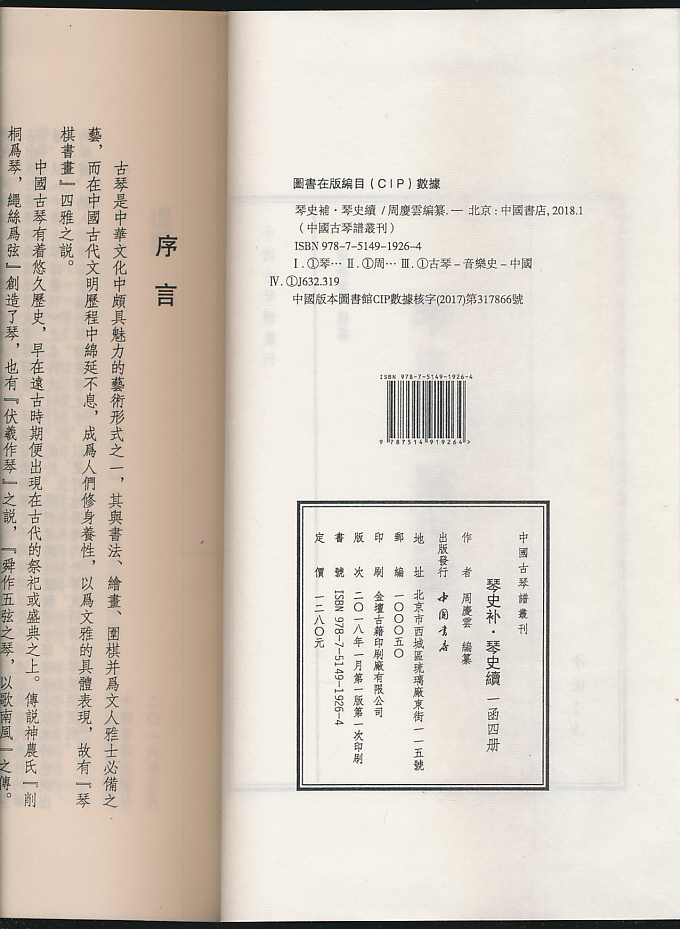 圖書在版編目（CIP）數據
琴史補·琴史續 / 周慶雲編纂. — 北京 : 中國書店, 2018.1
（中國古琴譜叢刊）
ISBN 978-7-5149-1926-4
Ⅰ. ①琴… Ⅱ. ①周… Ⅲ. ①古琴－音樂史－中國
Ⅳ. ①J632.319
中國版本圖書館CIP數據核字(2017)第317866號
ISBN 978-7-5149-1926-4
9 787514 919264 >
中國古琴譜叢刊
琴史补·琴史續 一函四册
作者 周慶雲 編纂
出版發行 中国书店
地址 北京市西城區琉璃廠東街一一五號
郵編 一〇〇〇五〇
印刷 金壇古籍印刷廠有限公司
版次 二〇一八年一月第一版第一次印刷
書號 ISBN 978-7-5149-1926-4
定價 一二八〇元
序言
古琴是中華文化中頗具魅力的藝術形式之一，其與書法、繪畫、圍棋并爲文人雅士必備之
藝，而在中國古代文明歷程中綿延不息，成爲人們修身養性，以爲文雅的具體表現，故有『琴
棋書畫』四雅之説。
中國古琴有着悠久歷史，早在遠古時期便出現在古代的祭祀或盛典之上。傳説神農氏『削
桐爲琴，繩絲爲弦』創造了琴，也有『伏羲作琴』之説，『舜作五弦之琴，以歌南風』之傳。